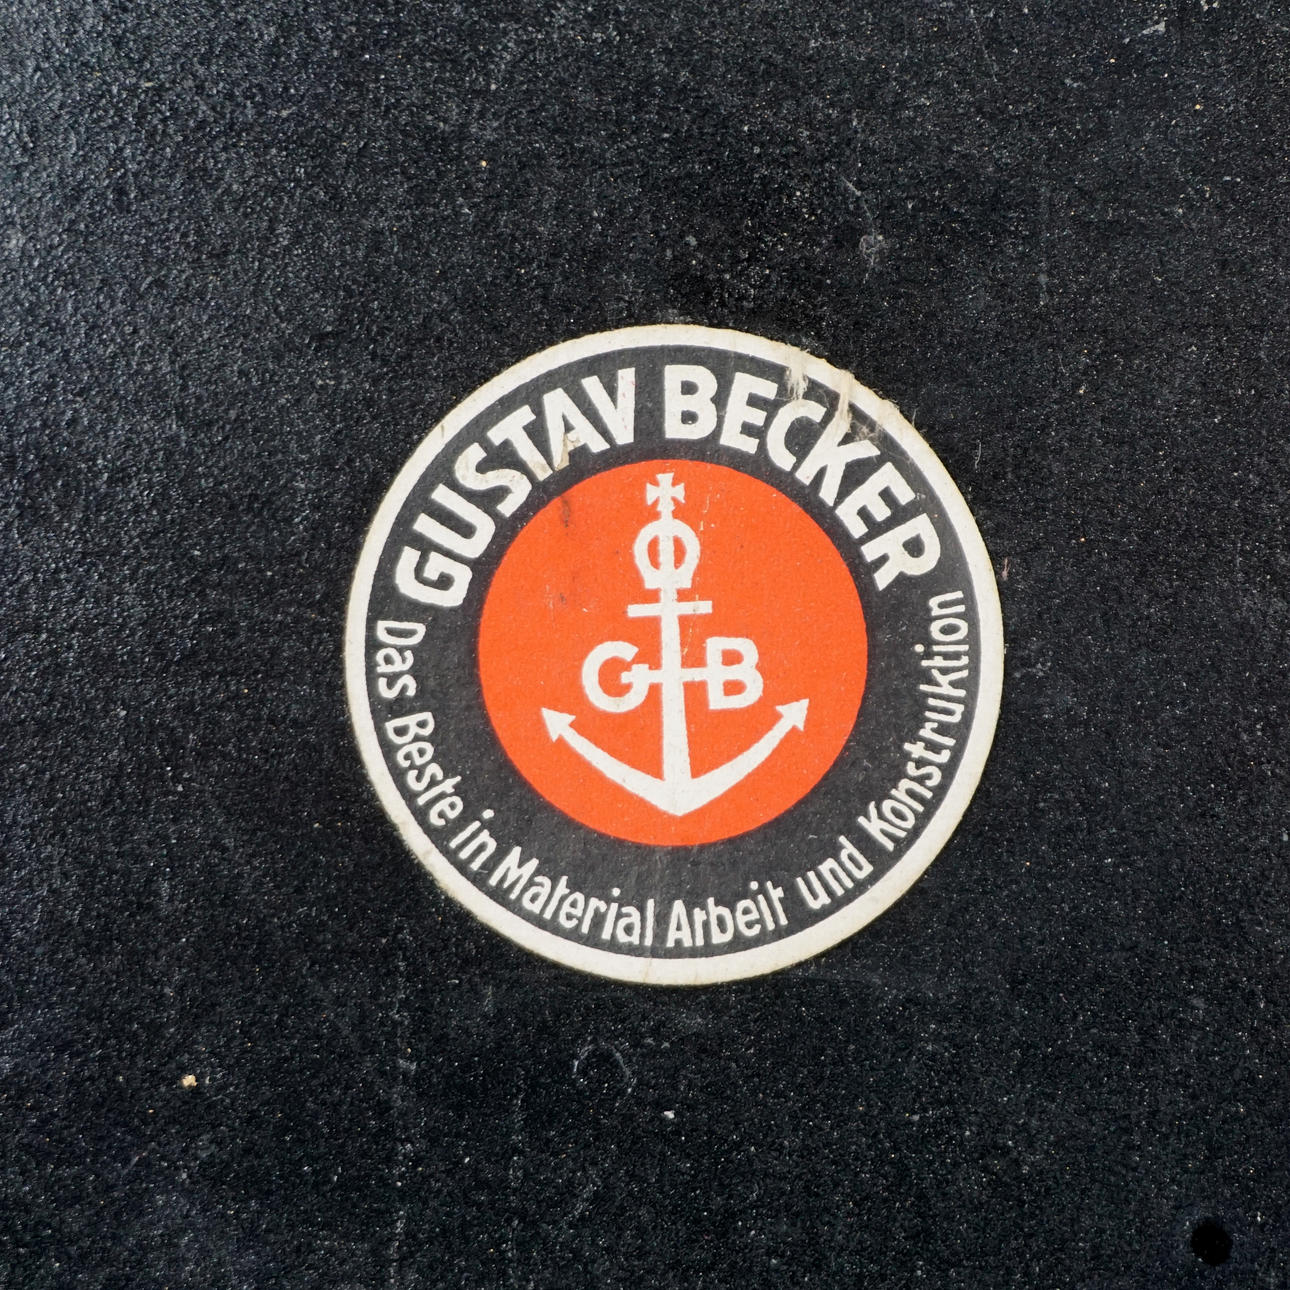 GUSTAV BECKER
G B
Das Beste in Material Arbeit und Konstruktion